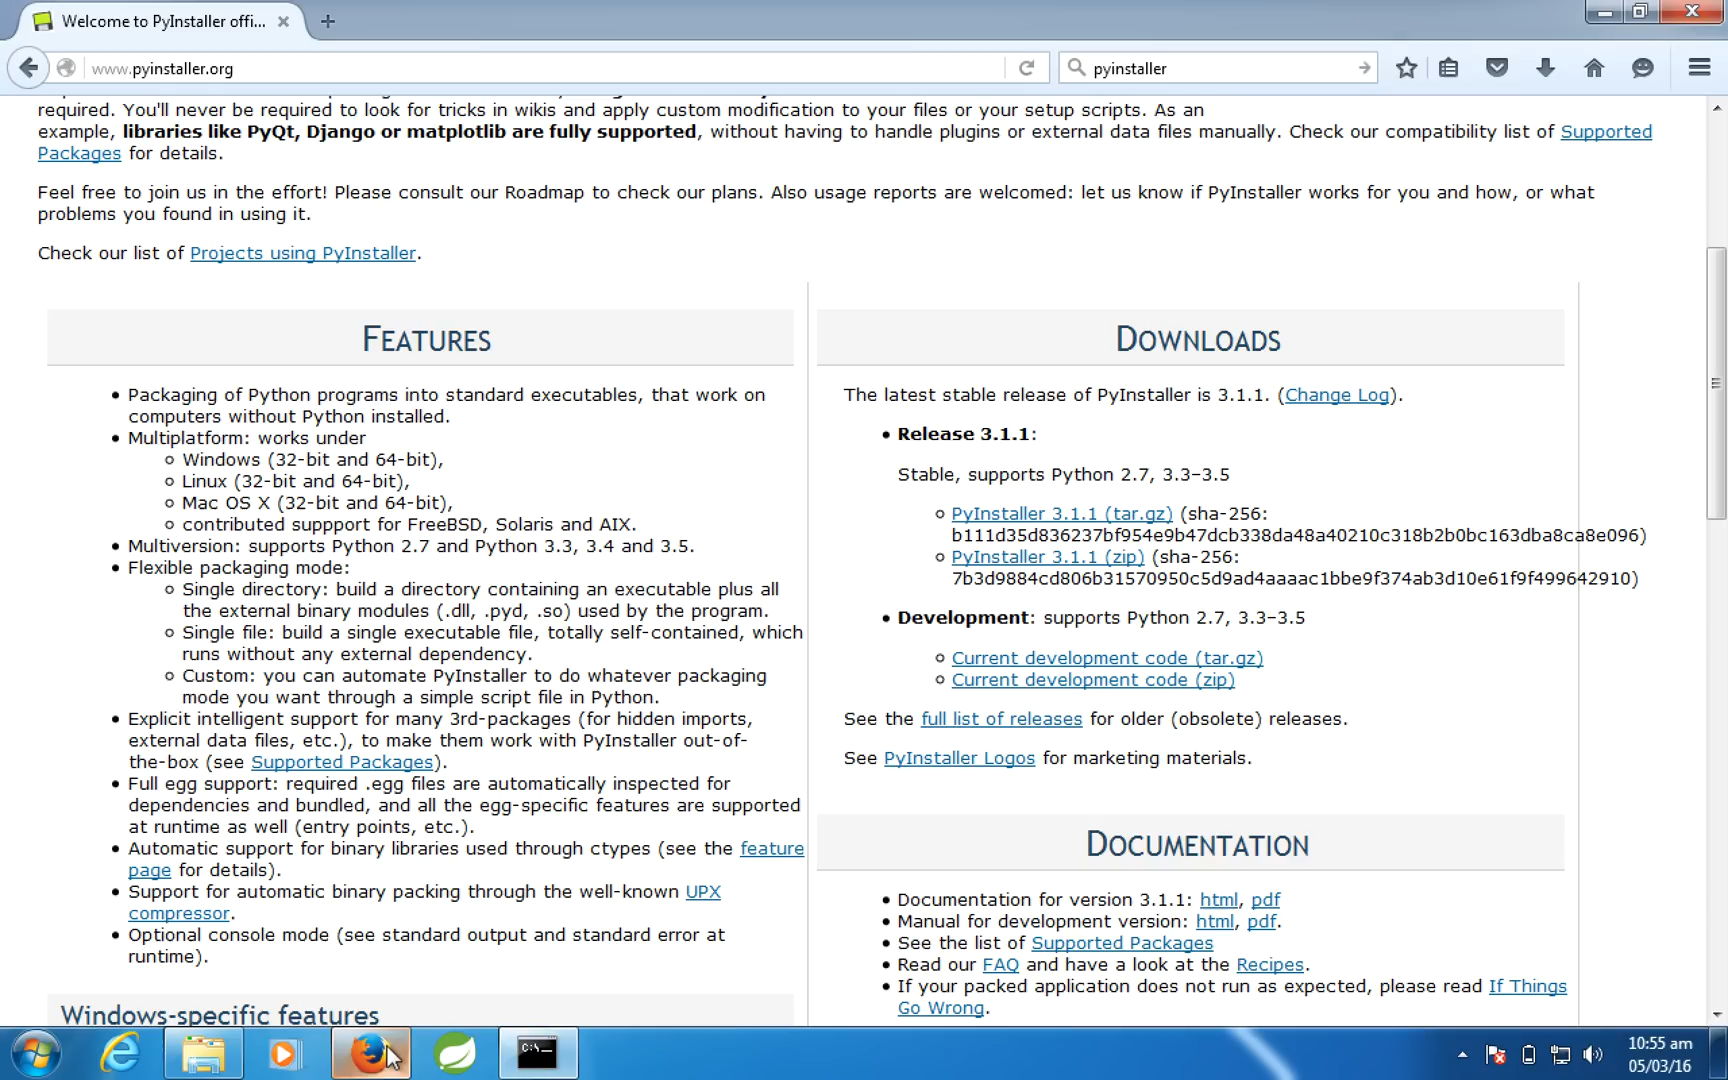 Welcome to PyInstaller offi...
www.pyinstaller.org
pyinstaller
required. You'll never be required to look for tricks in wikis and apply custom modification to your files or your setup scripts. As an
example, libraries like PyQt, Django or matplotlib are fully supported, without having to handle plugins or external data files manually. Check our compatibility list of Supported
Packages for details.
Feel free to join us in the effort! Please consult our Roadmap to check our plans. Also usage reports are welcomed: let us know if PyInstaller works for you and how, or what
problems you found in using it.
Check our list of Projects using PyInstaller.
FEATURES
Packaging of Python programs into standard executables, that work on
computers without Python installed.
Multiplatform: works under
Windows (32-bit and 64-bit),
Linux (32-bit and 64-bit),
Mac OS X (32-bit and 64-bit),
contributed suppport for FreeBSD, Solaris and AIX.
Multiversion: supports Python 2.7 and Python 3.3, 3.4 and 3.5.
Flexible packaging mode:
Single directory: build a directory containing an executable plus all
the external binary modules (.dll, .pyd, .so) used by the program.
Single file: build a single executable file, totally self-contained, which
runs without any external dependency.
Custom: you can automate PyInstaller to do whatever packaging
mode you want through a simple script file in Python.
Explicit intelligent support for many 3rd-packages (for hidden imports,
external data files, etc.), to make them work with PyInstaller out-of-
the-box (see Supported Packages).
Full egg support: required .egg files are automatically inspected for
dependencies and bundled, and all the egg-specific features are supported
at runtime as well (entry points, etc.).
Automatic support for binary libraries used through ctypes (see the feature
page for details).
Support for automatic binary packing through the well-known UPX
compressor.
Optional console mode (see standard output and standard error at
runtime).
Windows-specific features
DOWNLOADS
The latest stable release of PyInstaller is 3.1.1. (Change Log).
Release 3.1.1:
Stable, supports Python 2.7, 3.3–3.5
PyInstaller 3.1.1 (tar.gz) (sha-256:
b111d35d836237bf954e9b47dcb338da48a40210c318b2b0bc163dba8ca8e096)
PyInstaller 3.1.1 (zip) (sha-256:
7b3d9884cd806b31570950c5d9ad4aaaac1bbe9f374ab3d10e61f9f499642910)
Development: supports Python 2.7, 3.3–3.5
Current development code (tar.gz)
Current development code (zip)
See the full list of releases for older (obsolete) releases.
See PyInstaller Logos for marketing materials.
DOCUMENTATION
Documentation for version 3.1.1: html, pdf
Manual for development version: html, pdf.
See the list of Supported Packages
Read our FAQ and have a look at the Recipes.
If your packed application does not run as expected, please read If Things
Go Wrong.
C:\_
10:55 am
05/03/16